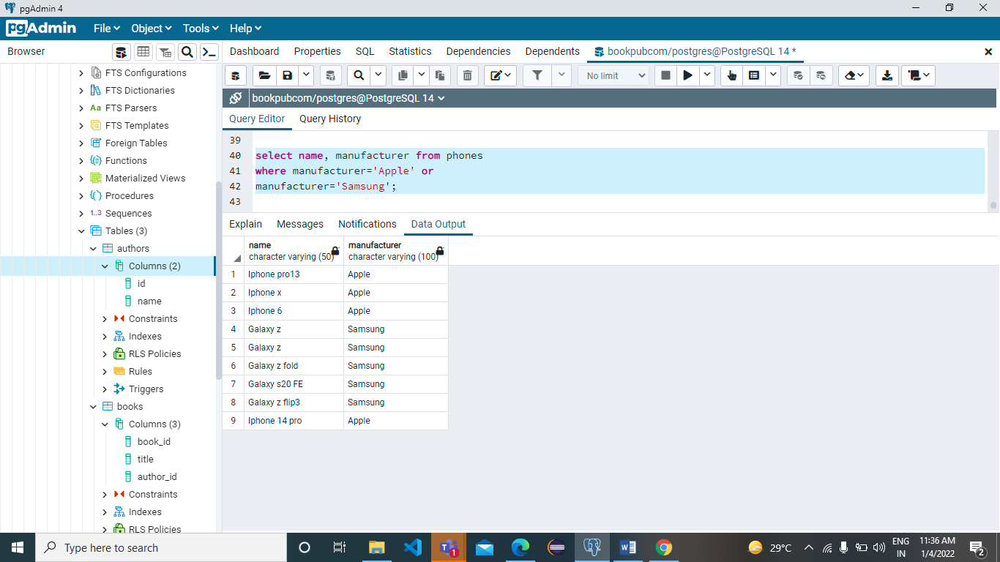 pgAdmin 4
pgAdmin File Object Tools Help
Browser
Dashboard Properties SQL Statistics Dependencies Dependents bookpubcom/postgres@PostgreSQL 14 *
No limit
bookpubcom/postgres@PostgreSQL 14
Query Editor Query History
FTS Configurations
FTS Dictionaries
Aa FTS Parsers
FTS Templates
Foreign Tables
Functions
Materialized Views
Procedures
1..3 Sequences
Tables (3)
authors
Columns (2)
id
name
Constraints
Indexes
RLS Policies
Rules
Triggers
books
Columns (3)
book_id
title
author_id
Constraints
Indexes
RLS Policies
39
40 select name, manufacturer from phones
41 where manufacturer='Apple' or
42 manufacturer='Samsung';
43
Explain Messages Notifications Data Output
name manufacturer
character varying (50) character varying (100)
1 Iphone pro13 Apple
2 Iphone x Apple
3 Iphone 6 Apple
4 Galaxy z Samsung
5 Galaxy z Samsung
6 Galaxy z fold Samsung
7 Galaxy s20 FE Samsung
8 Galaxy z flip3 Samsung
9 Iphone 14 pro Apple
Type here to search
1
29°C
ENG
IN
11:36 AM
1/4/2022
2